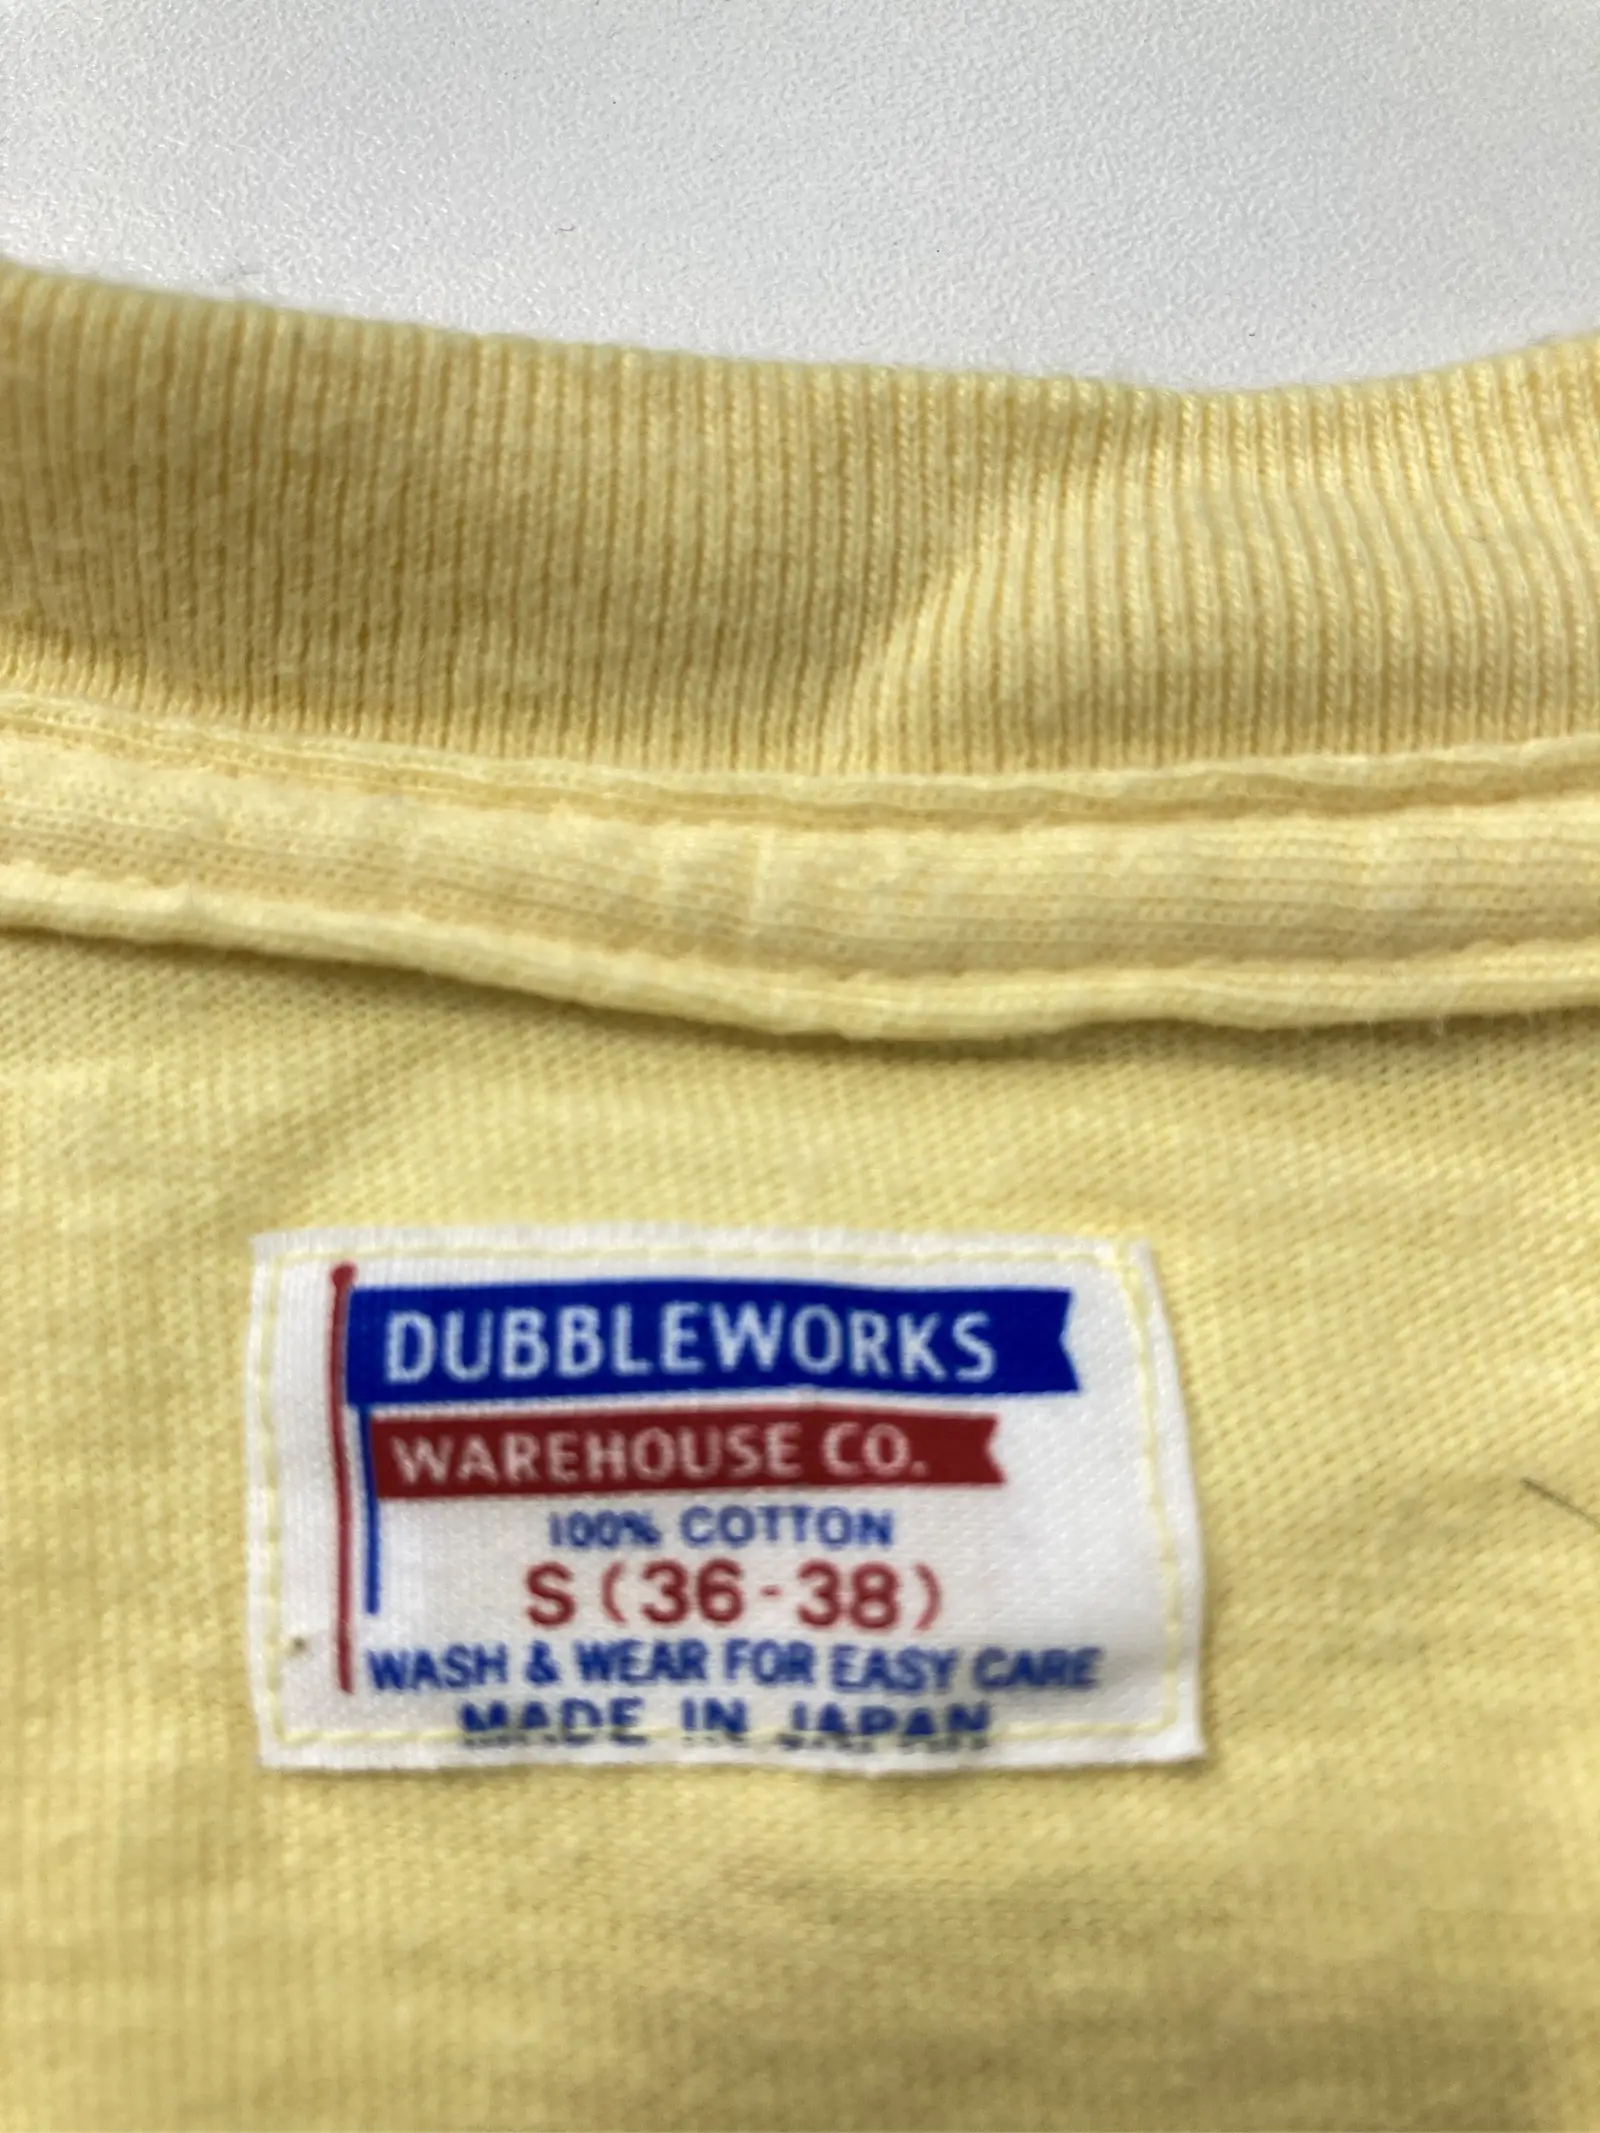 DUBBLEWORKS
WAREHOUSE CO.
100% COTTON
S (36-38)
WASH & WEAR FOR EASY CARE
MADE IN JAPAN